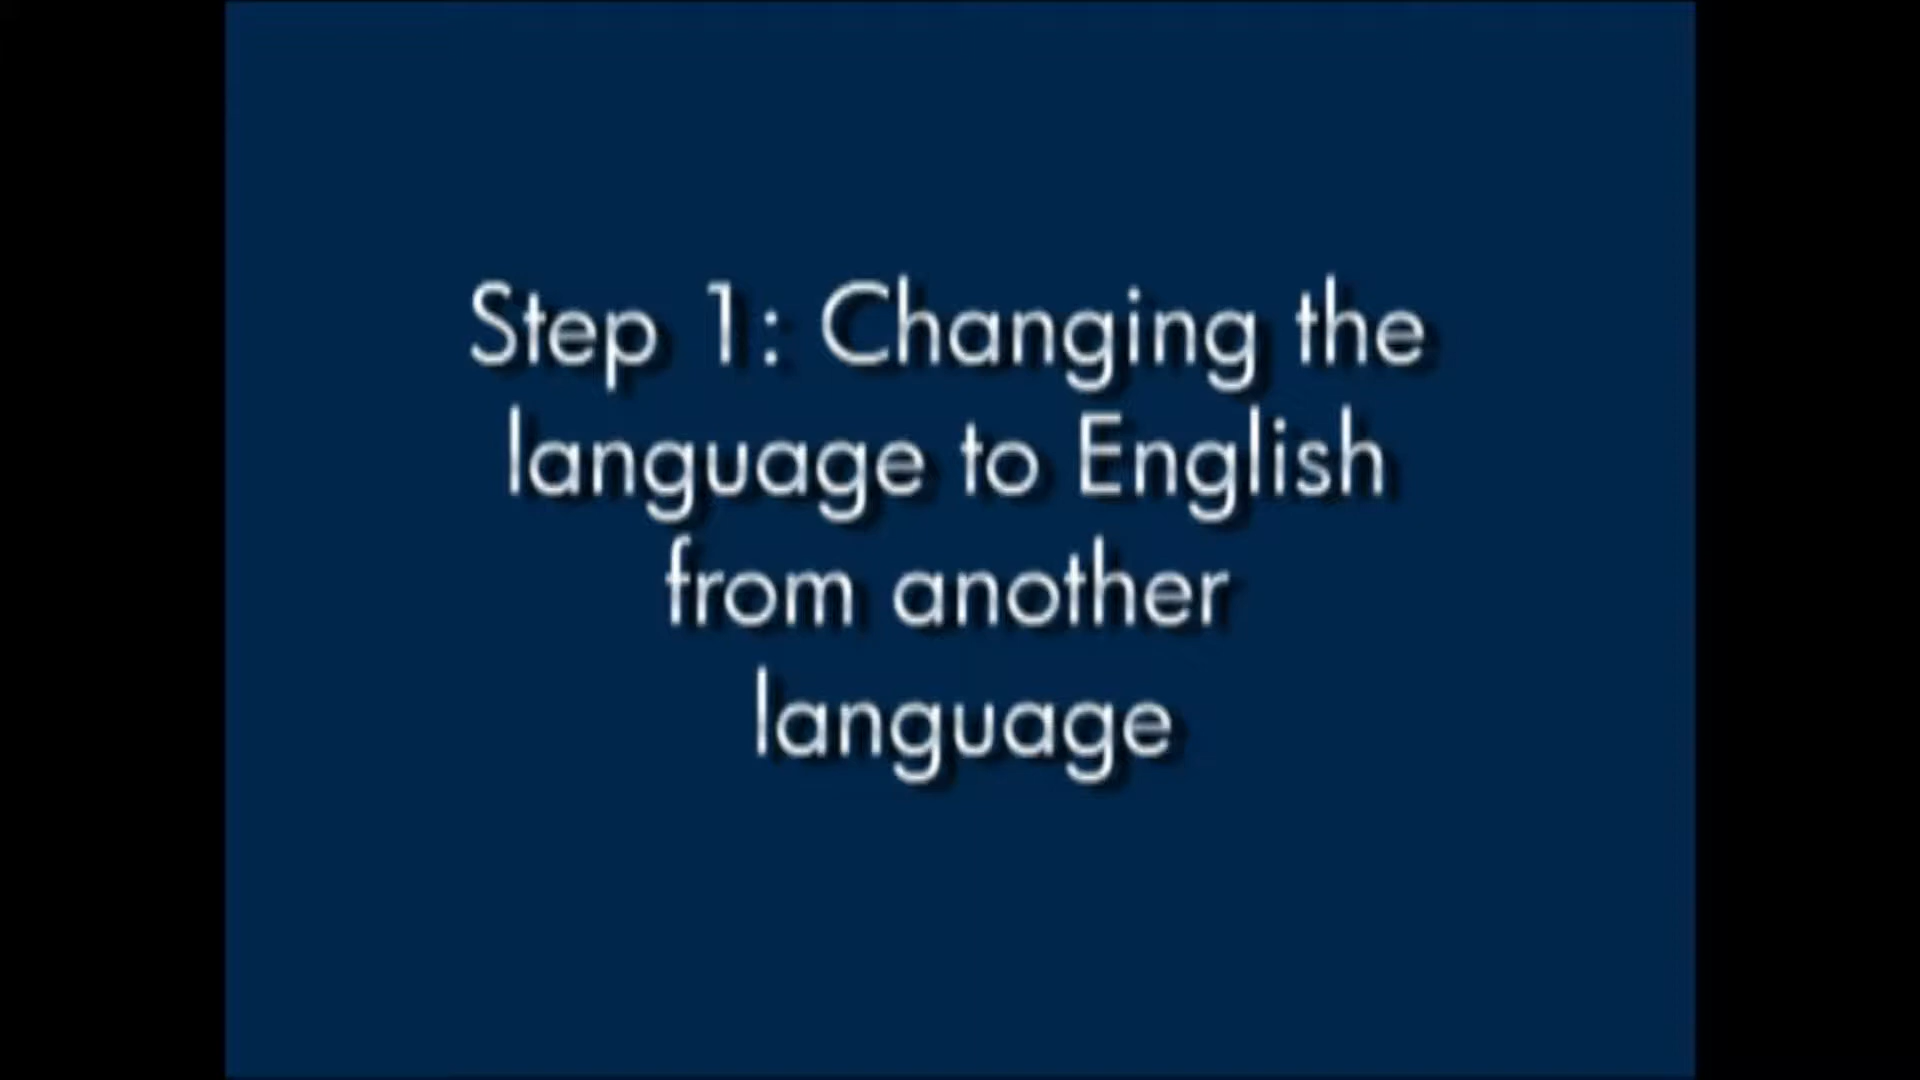 Step 1: Changing the
language to English
from another
language